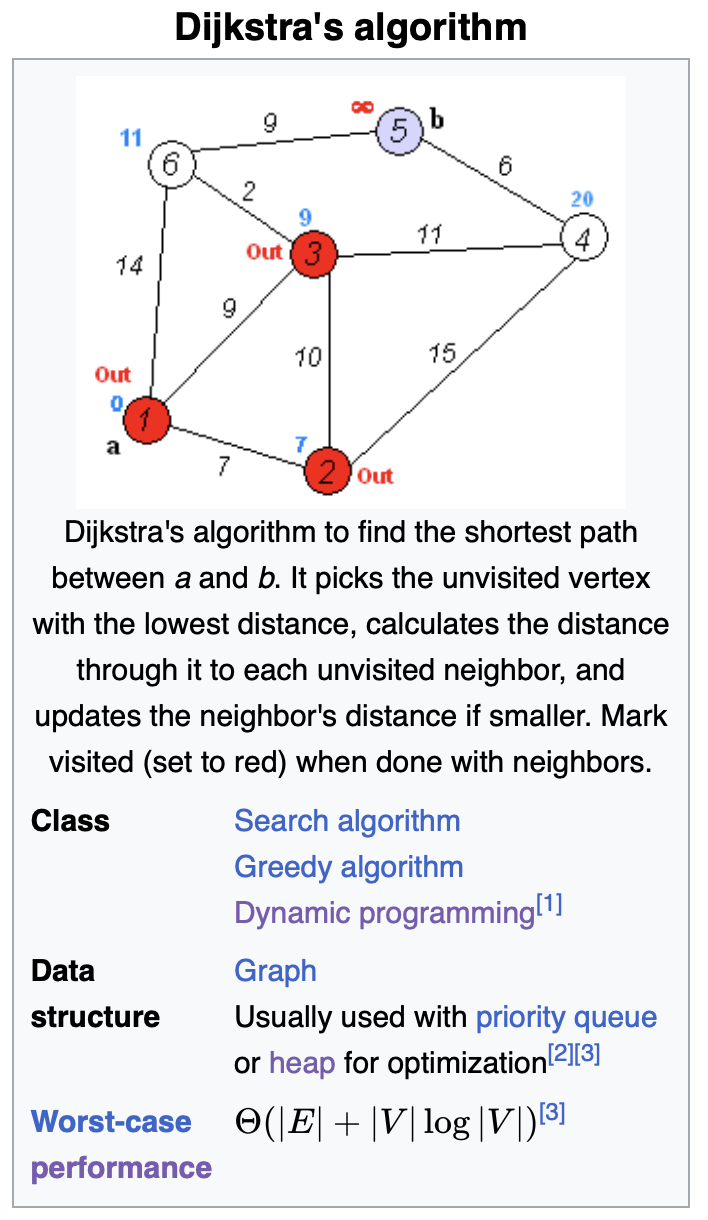 Dijkstra's algorithm
∞
9
5
b
11
6
6
2
20
9
4
Out
3
11
14
9
10
15
Out
0
1
a
7
7
2
Out
Dijkstra's algorithm to find the shortest path
between a and b. It picks the unvisited vertex
with the lowest distance, calculates the distance
through it to each unvisited neighbor, and
updates the neighbor's distance if smaller. Mark
visited (set to red) when done with neighbors.
Class
Search algorithm
Greedy algorithm
Dynamic programming[1]
Data
structure
Graph
Usually used with priority queue
or heap for optimization[2][3]
Worst-case
performance
Θ(|E| + |V| log |V|)[3]